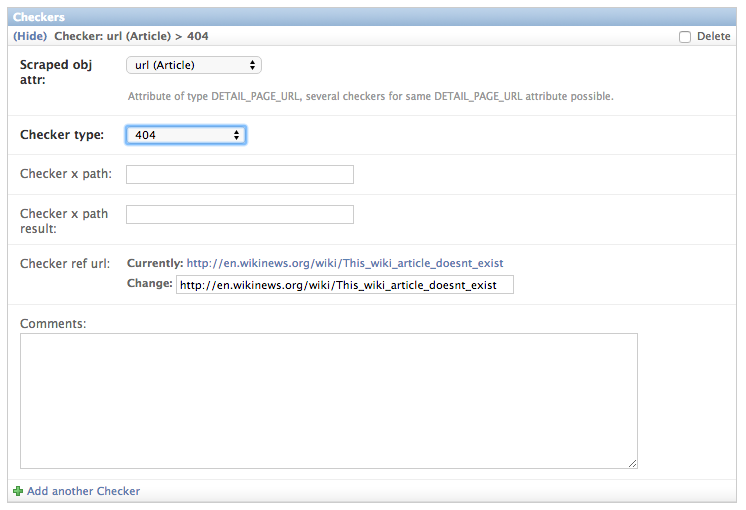 Checkers
(Hide) Checker: url (Article) > 404 Delete
Scraped obj attr: url (Article)
Attribute of type DETAIL_PAGE_URL, several checkers for same DETAIL_PAGE_URL attribute possible.
Checker type: 404
Checker x path:
Checker x path result:
Checker ref url: Currently: http://en.wikinews.org/wiki/This_wiki_article_doesnt_exist
Change: http://en.wikinews.org/wiki/This_wiki_article_doesnt_exist
Comments:
Add another Checker